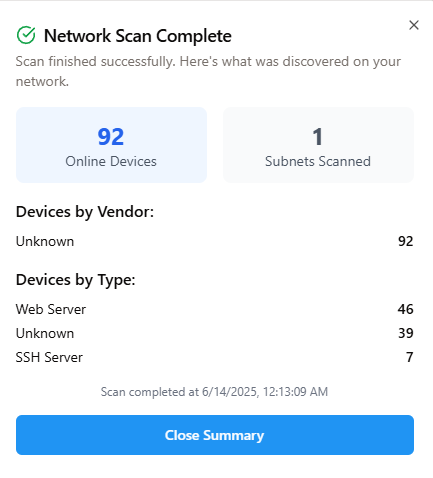 Network Scan Complete
Scan finished successfully. Here's what was discovered on your
network.
92
Online Devices
1
Subnets Scanned
Devices by Vendor:
Unknown 92
Devices by Type:
Web Server 46
Unknown 39
SSH Server 7
Scan completed at 6/14/2025, 12:13:09 AM
Close Summary